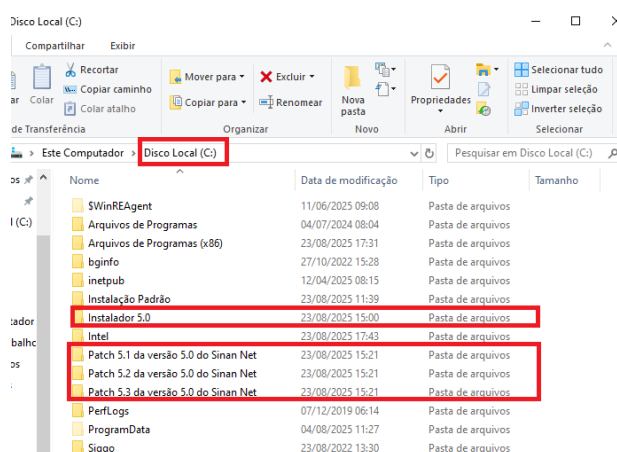 Disco Local (C:)
Compartilhar Exibir
Colar
Recortar
Copiar caminho
Colar atalho
de Transferência
Mover para
Copiar para
Excluir
Renomear
Organizar
Nova pasta
Novo
Propriedades
Abrir
Selecionar tudo
Limpar seleção
Inverter seleção
Selecionar
Este Computador > Disco Local (C:)
Pesquisar em Disco Local (C:)
Nome Data de modificação Tipo Tamanho
$WinREAgent 11/06/2025 09:08 Pasta de arquivos
Arquivos de Programas 04/07/2024 08:04 Pasta de arquivos
Arquivos de Programas (x86) 23/08/2025 17:31 Pasta de arquivos
bginfo 27/10/2022 15:28 Pasta de arquivos
inetpub 12/04/2025 08:15 Pasta de arquivos
Instalação Padrão 23/08/2025 11:39 Pasta de arquivos
Instalador 5.0 23/08/2025 15:00 Pasta de arquivos
Intel 23/08/2025 17:43 Pasta de arquivos
Patch 5.1 da versão 5.0 do Sinan Net 23/08/2025 15:21 Pasta de arquivos
Patch 5.2 da versão 5.0 do Sinan Net 23/08/2025 15:21 Pasta de arquivos
Patch 5.3 da versão 5.0 do Sinan Net 23/08/2025 15:21 Pasta de arquivos
PerfLogs 07/12/2019 06:14 Pasta de arquivos
ProgramData 04/08/2025 11:27 Pasta de arquivos
Siggo 23/08/2022 13:30 Pasta de arquivos